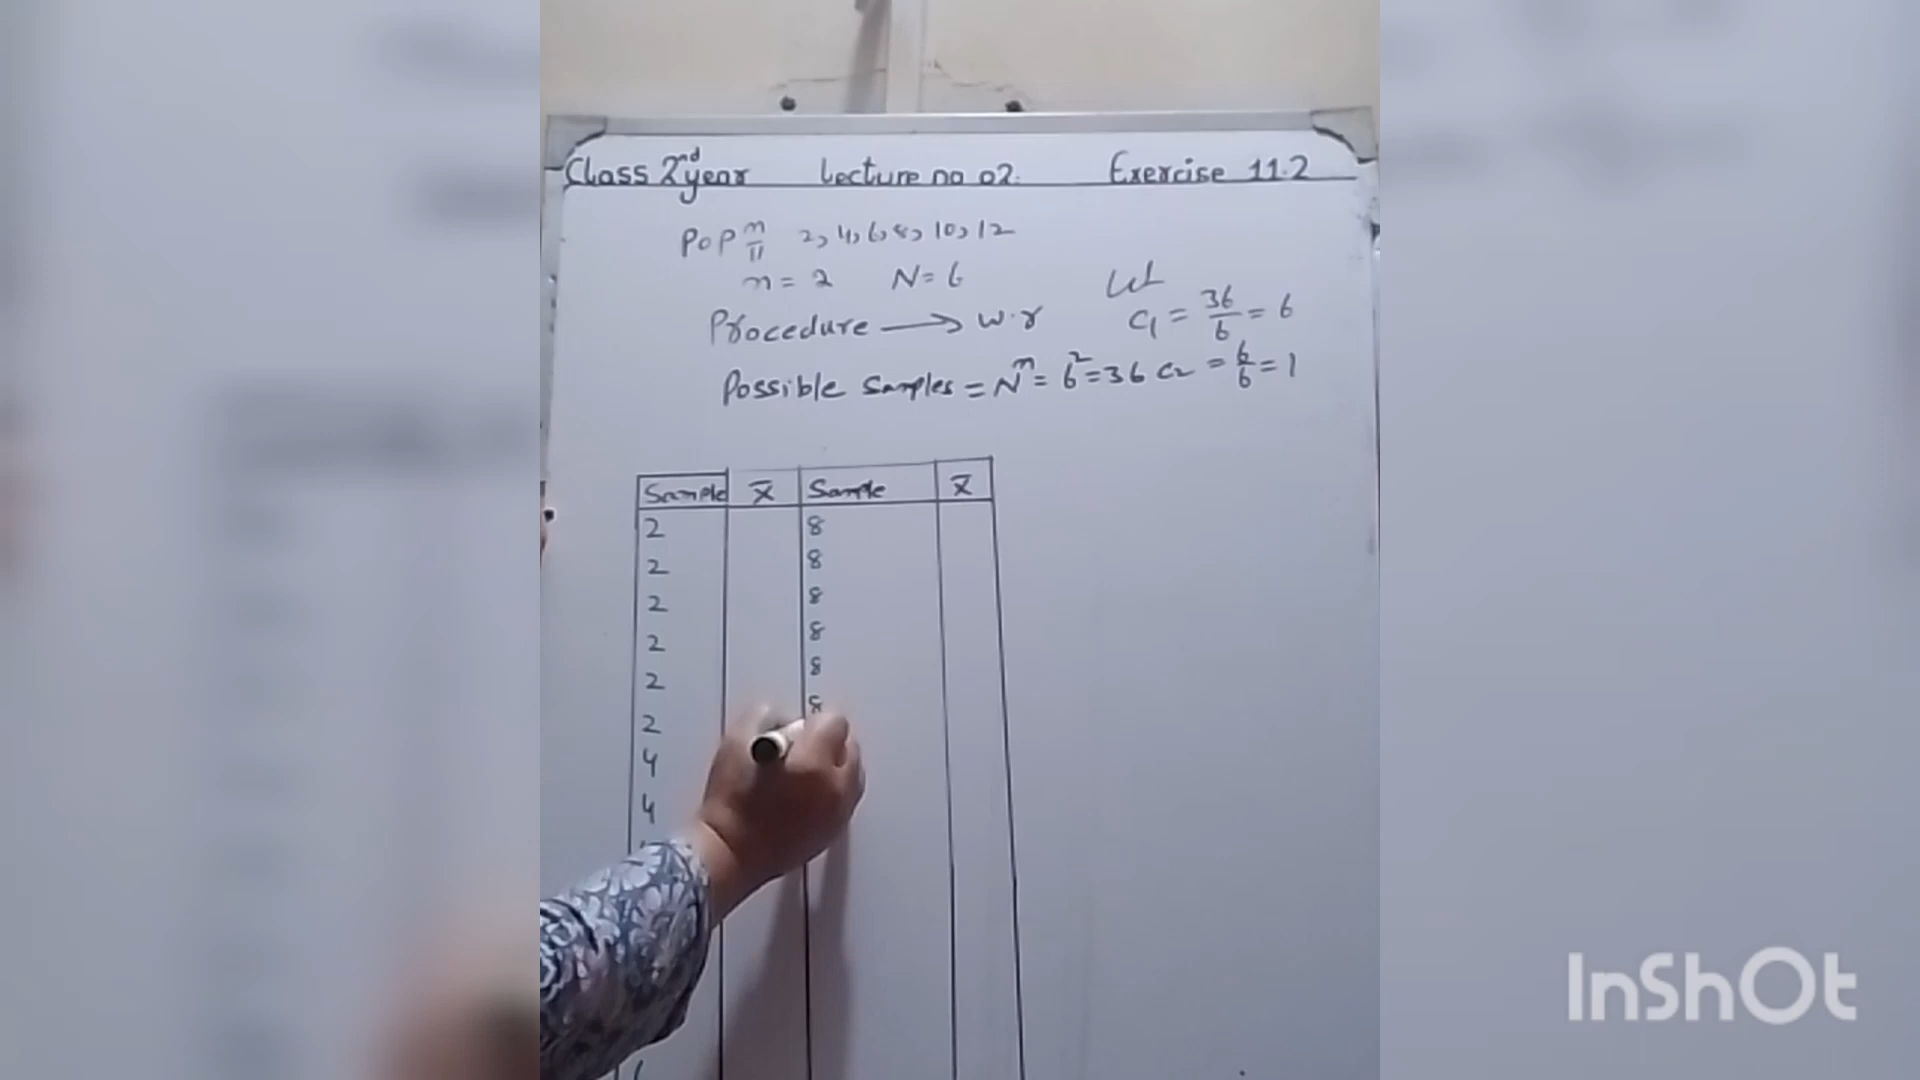 Class 2nd year Lecture no 02. Exercise 11.2
Pop n 2, 4, 6, 8, 10, 12
n = 2 N = 6
Procedure → w.r C1 = 36/6 = 6
Possible Samples = N^n = 6^2 = 36 C2 = 6/6 = 1
Sample x̄ Sample x̄
2 8
2 8
2 8
2 8
2 8
2 8
4
4
InShOt